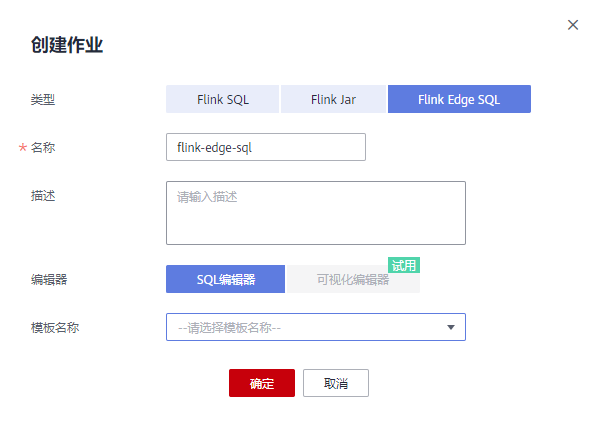 创建作业
类型 Flink SQL Flink Jar Flink Edge SQL
* 名称 flink-edge-sql
描述 请输入描述
试用
编辑器 SQL编辑器 可视化编辑器
模板名称 --请选择模板名称--
确定 取消